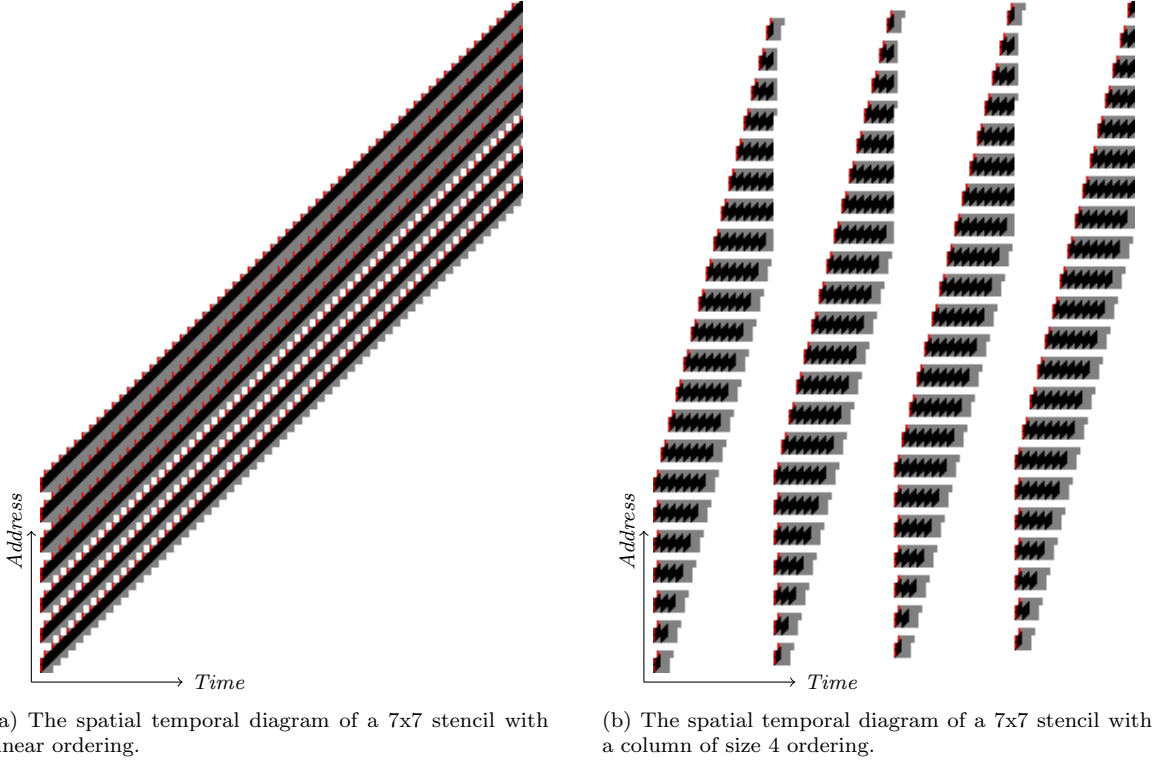 Address
Time
a) The spatial temporal diagram of a 7x7 stencil with
near ordering.
Address
Time
(b) The spatial temporal diagram of a 7x7 stencil with
a column of size 4 ordering.